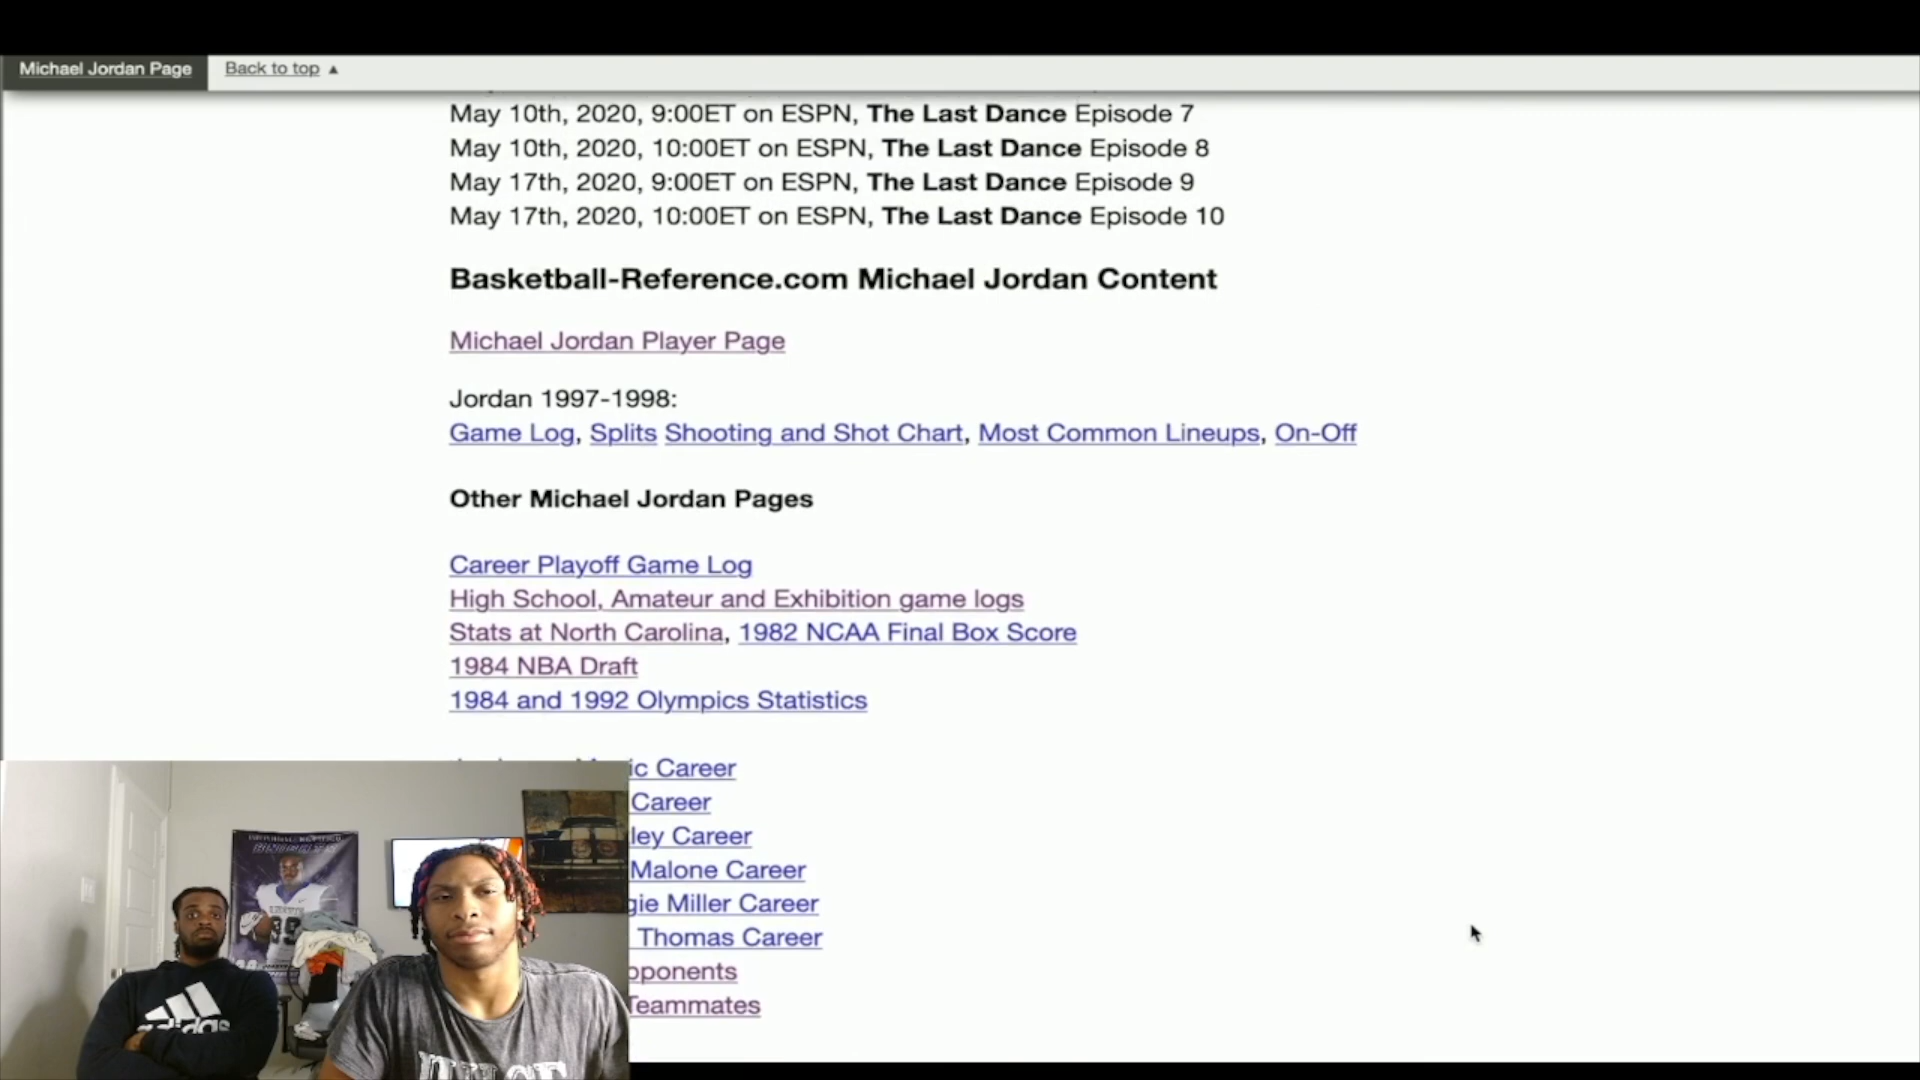 Michael Jordan Page
Back to top ▲
May 10th, 2020, 9:00ET on ESPN, The Last Dance Episode 7
May 10th, 2020, 10:00ET on ESPN, The Last Dance Episode 8
May 17th, 2020, 9:00ET on ESPN, The Last Dance Episode 9
May 17th, 2020, 10:00ET on ESPN, The Last Dance Episode 10
Basketball-Reference.com Michael Jordan Content
Michael Jordan Player Page
Jordan 1997-1998:
Game Log, Splits Shooting and Shot Chart, Most Common Lineups, On-Off
Other Michael Jordan Pages
Career Playoff Game Log
High School, Amateur and Exhibition game logs
Stats at North Carolina, 1982 NCAA Final Box Score
1984 NBA Draft
1984 and 1992 Olympics Statistics
Career
Career
Career
Malone Career
Miller Career
Thomas Career
Teammates
adidas